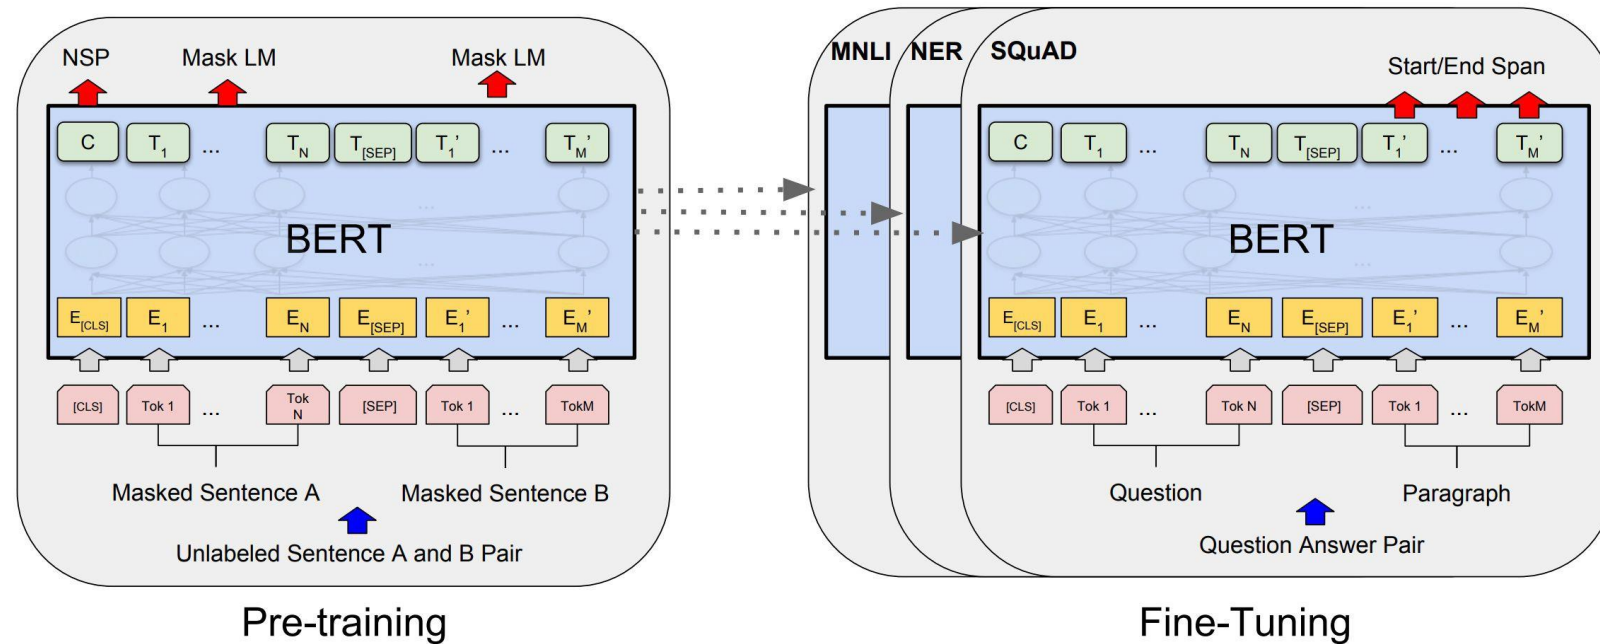 NSP Mask LM Mask LM
C T1 ... TN T[SEP] T1' ... TM'
...
BERT
...
E[CLS] E1 ... EN E[SEP] E1' ... EM'
[CLS] Tok 1 ... Tok N [SEP] Tok 1 ... TokM
Masked Sentence A Masked Sentence B
Unlabeled Sentence A and B Pair
Pre-training
MNLI NER SQuAD
Start/End Span
C T1 ... TN T[SEP] T1' ... TM'
...
BERT
...
E[CLS] E1 ... EN E[SEP] E1' ... EM'
[CLS] Tok 1 ... Tok N [SEP] Tok 1 ... TokM
Question Paragraph
Question Answer Pair
Fine-Tuning